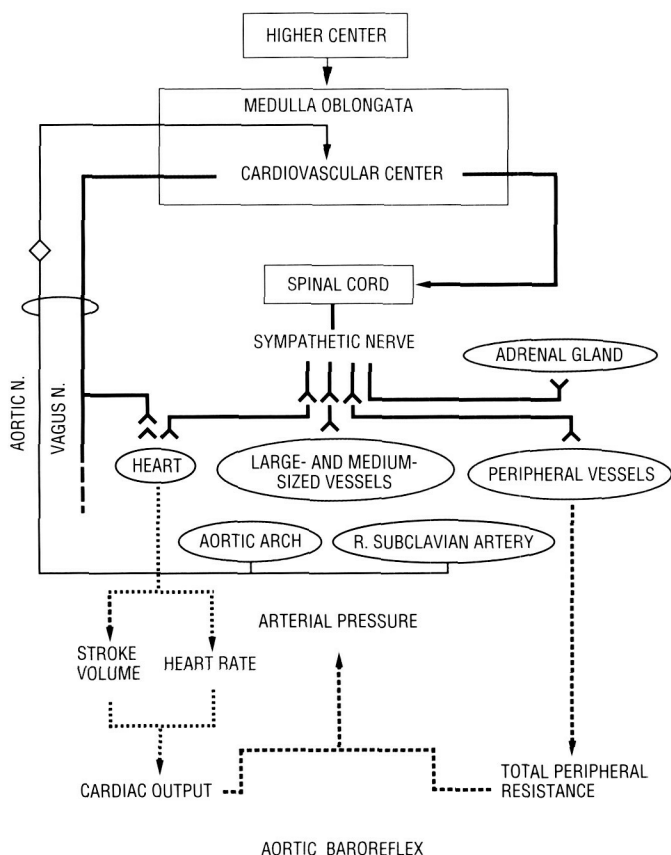 HIGHER CENTER
MEDULLA OBLONGATA
CARDIOVASCULAR CENTER
SPINAL CORD
SYMPATHETIC NERVE
ADRENAL GLAND
AORTIC N.
VAGUS N.
HEART
LARGE- AND MEDIUM-
SIZED VESSELS
PERIPHERAL VESSELS
AORTIC ARCH
R. SUBCLAVIAN ARTERY
ARTERIAL PRESSURE
STROKE
VOLUME
HEART RATE
CARDIAC OUTPUT
TOTAL PERIPHERAL
RESISTANCE
AORTIC BAROREFLEX